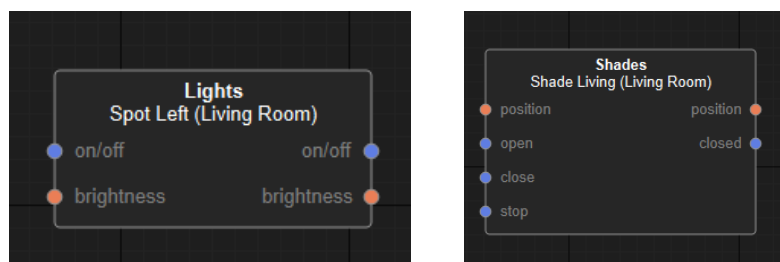 Lights
Spot Left (Living Room)
on/off on/off
brightness brightness
Shades
Shade Living (Living Room)
position position
open closed
close
stop